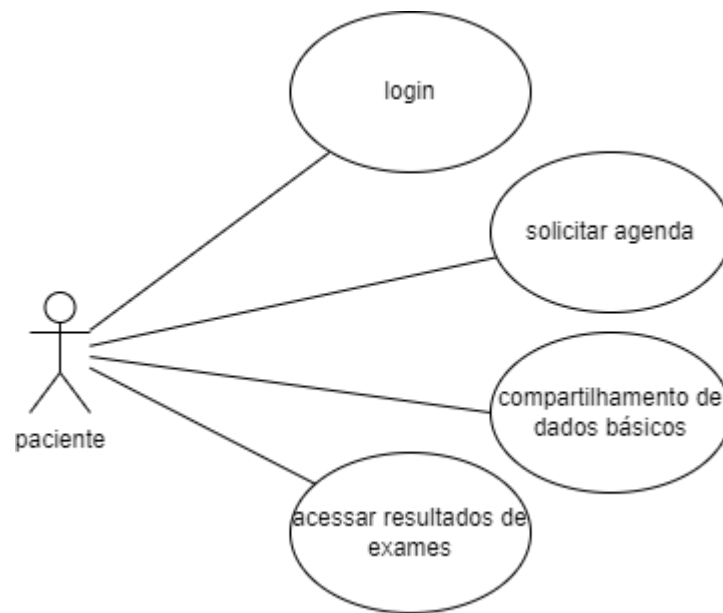 login
solicitar agenda
compartilhamento de
dados básicos
paciente
acessar resultados de
exames